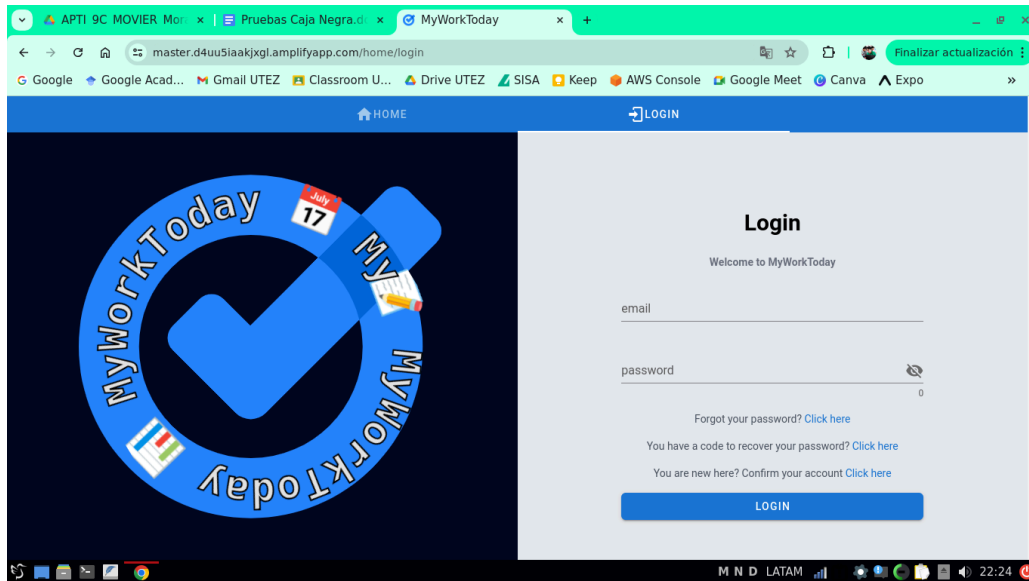 APTI 9C MOVIER Mor
Pruebas Caja Negra.d
MyWorkToday
master.d4uu5iaakjxgl.amplifyapp.com/home/login
Finalizar actualización
Google
Google Acad...
Gmail UTEZ
Classroom U...
Drive UTEZ
SISA
Keep
AWS Console
Google Meet
Canva
Expo
»
HOME
LOGIN
MyWorkToday
July
17
MyWorkToday
Login
Welcome to MyWorkToday
email
password
0
Forgot your password? Click here
You have a code to recover your password? Click here
You are new here? Confirm your account Click here
LOGIN
M N D LATAM
22:24